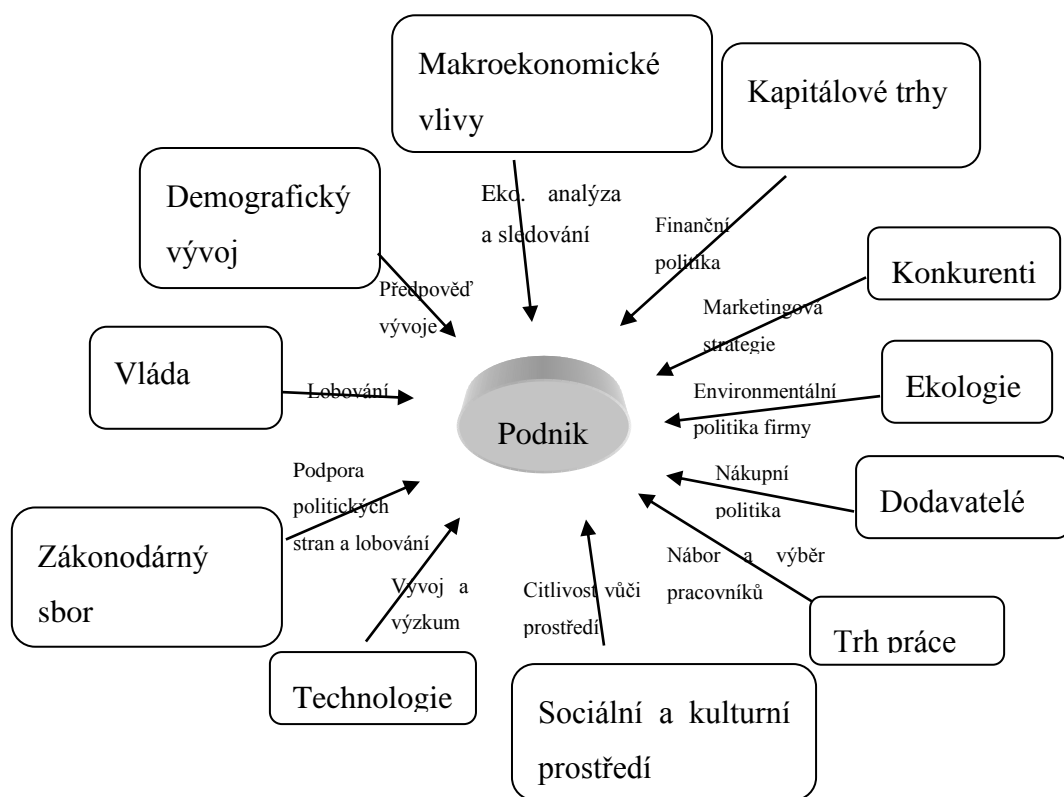 Makroekonomické
vlivy
Kapitálové trhy
Demografický
vývoj
Eko. analýza
a sledování
Finanční
politika
Konkurenti
Předpověď
vývoje
Marketingová
strategie
Vláda
Lobování
Ekologie
Environmentální
politika firmy
Podnik
Nákupní
politika
Dodavatelé
Podpora
politických
stran a lobování
Zákonodárný
sbor
Nábor a výběr
pracovníků
Vývoj a
výzkum
Citlivost vůči
prostředí
Trh práce
Technologie
Sociální a kulturní
prostředí